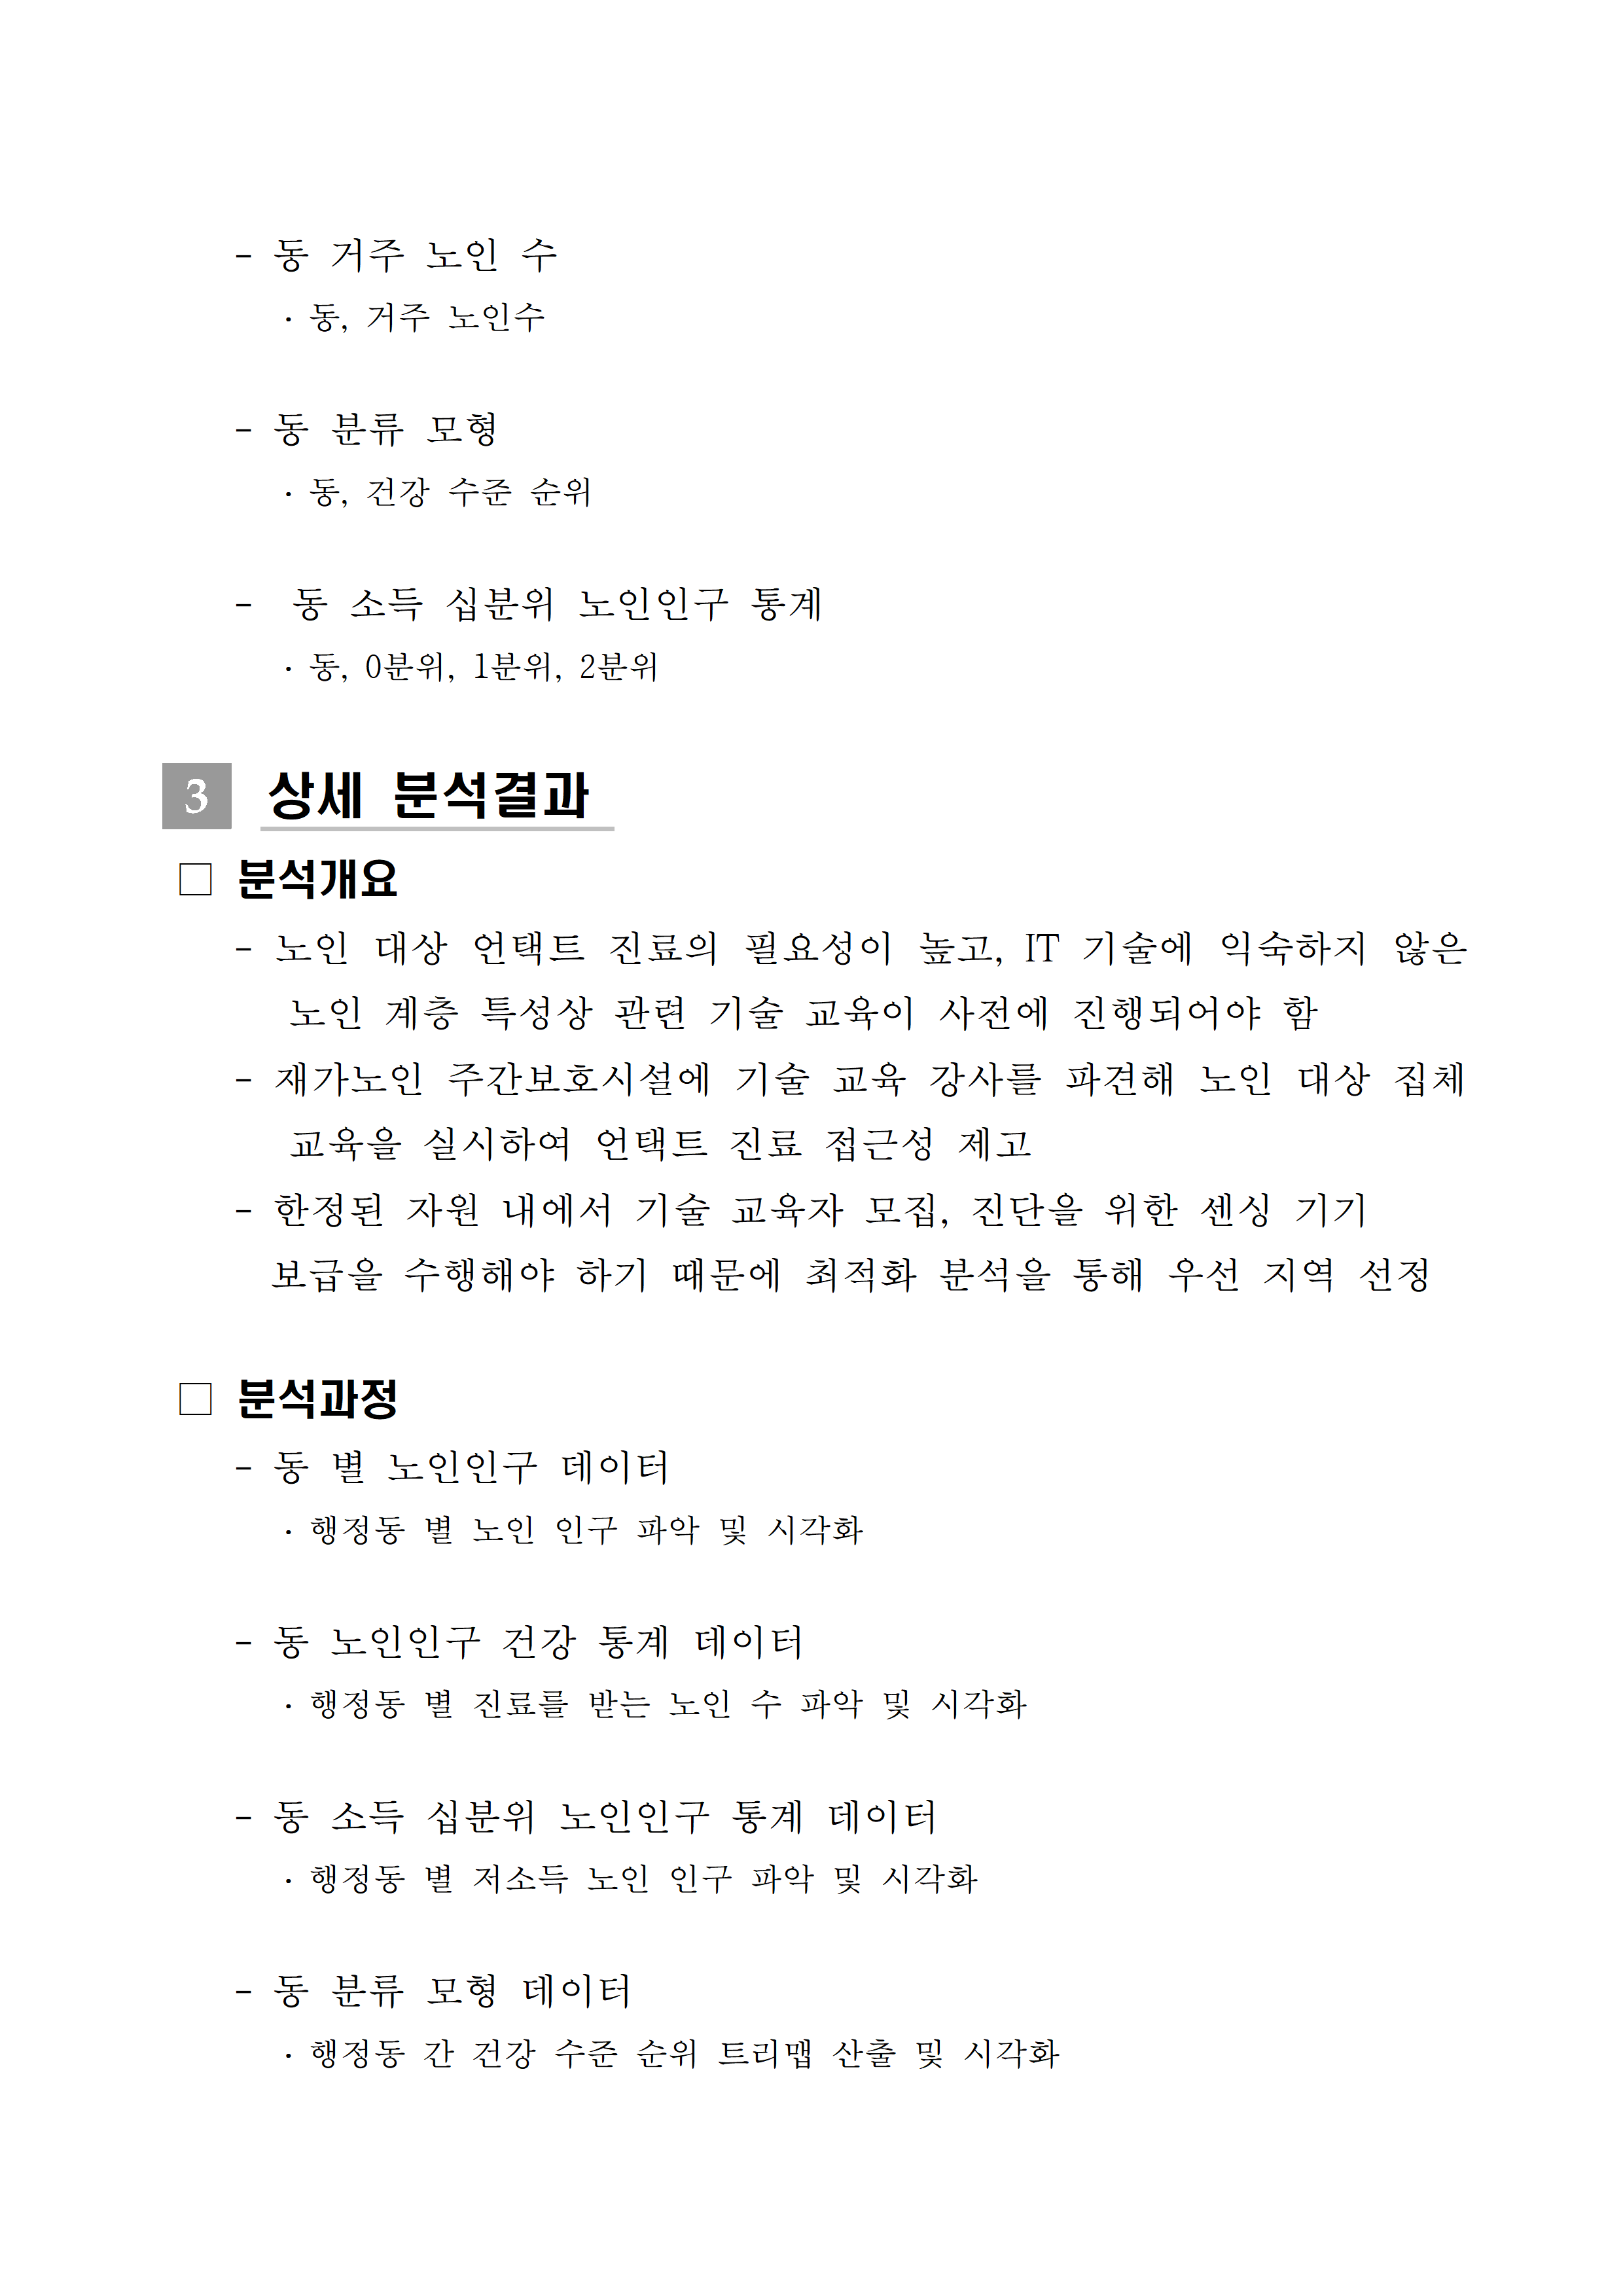 - 동 거주 노인 수
· 동, 거주 노인수
- 동 분류 모형
· 동, 건강 수준 순위
- 동 소득 십분위 노인인구 통계
· 동, 0분위, 1분위, 2분위
3 상세 분석결과
□ 분석개요
- 노인 대상 언택트 진료의 필요성이 높고, IT 기술에 익숙하지 않은
노인 계층 특성상 관련 기술 교육이 사전에 진행되어야 함
- 재가노인 주간보호시설에 기술 교육 강사를 파견해 노인 대상 집체
교육을 실시하여 언택트 진료 접근성 제고
- 한정된 자원 내에서 기술 교육자 모집, 진단을 위한 센싱 기기
보급을 수행해야 하기 때문에 최적화 분석을 통해 우선 지역 선정
□ 분석과정
- 동 별 노인인구 데이터
· 행정동 별 노인 인구 파악 및 시각화
- 동 노인인구 건강 통계 데이터
· 행정동 별 진료를 받는 노인 수 파악 및 시각화
- 동 소득 십분위 노인인구 통계 데이터
· 행정동 별 저소득 노인 인구 파악 및 시각화
- 동 분류 모형 데이터
· 행정동 간 건강 수준 순위 트리맵 산출 및 시각화